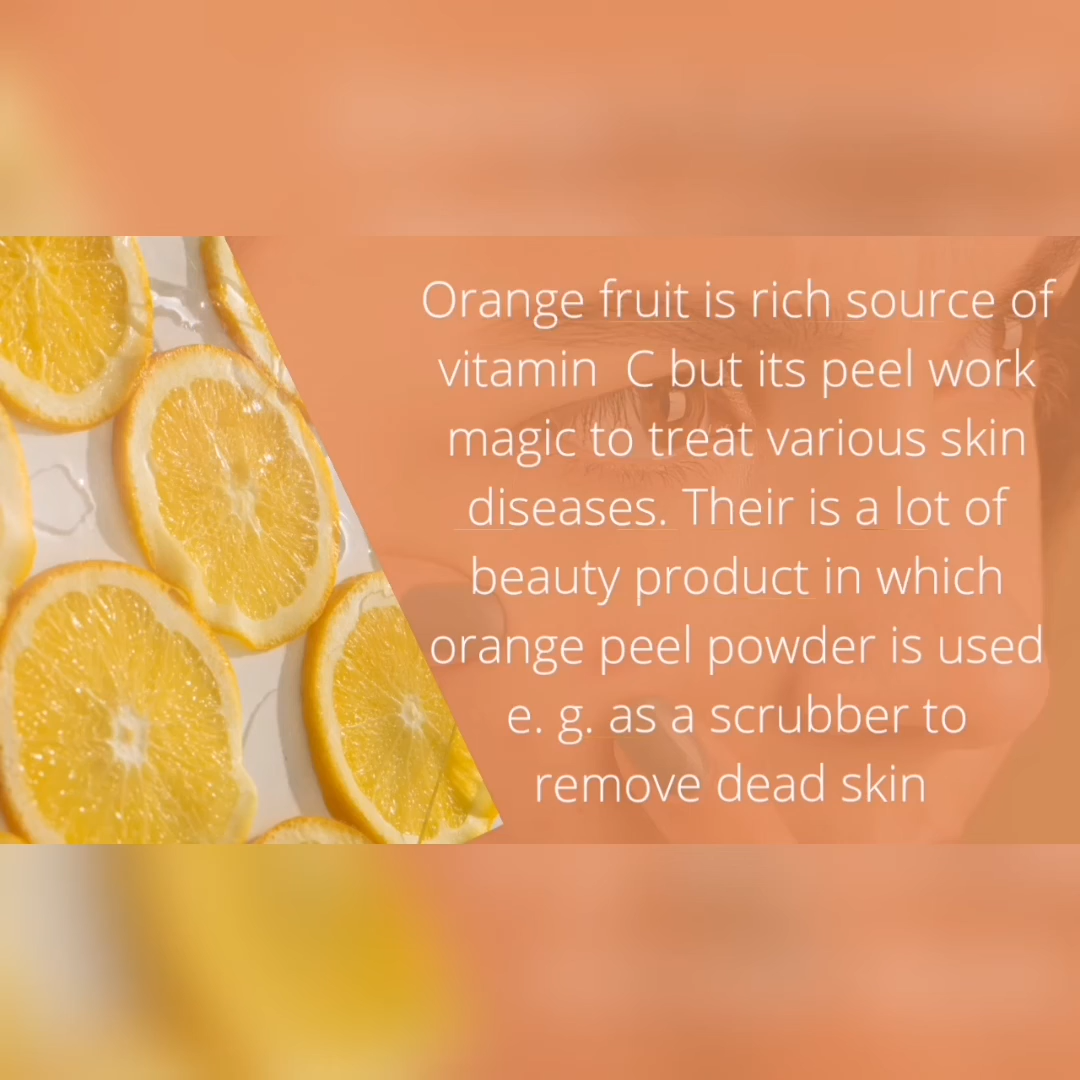 Orange fruit is rich source of
vitamin C but its peel work
magic to treat various skin
diseases. Their is a lot of
beauty product in which
orange peel powder is used
e. g. as a scrubber to
remove dead skin